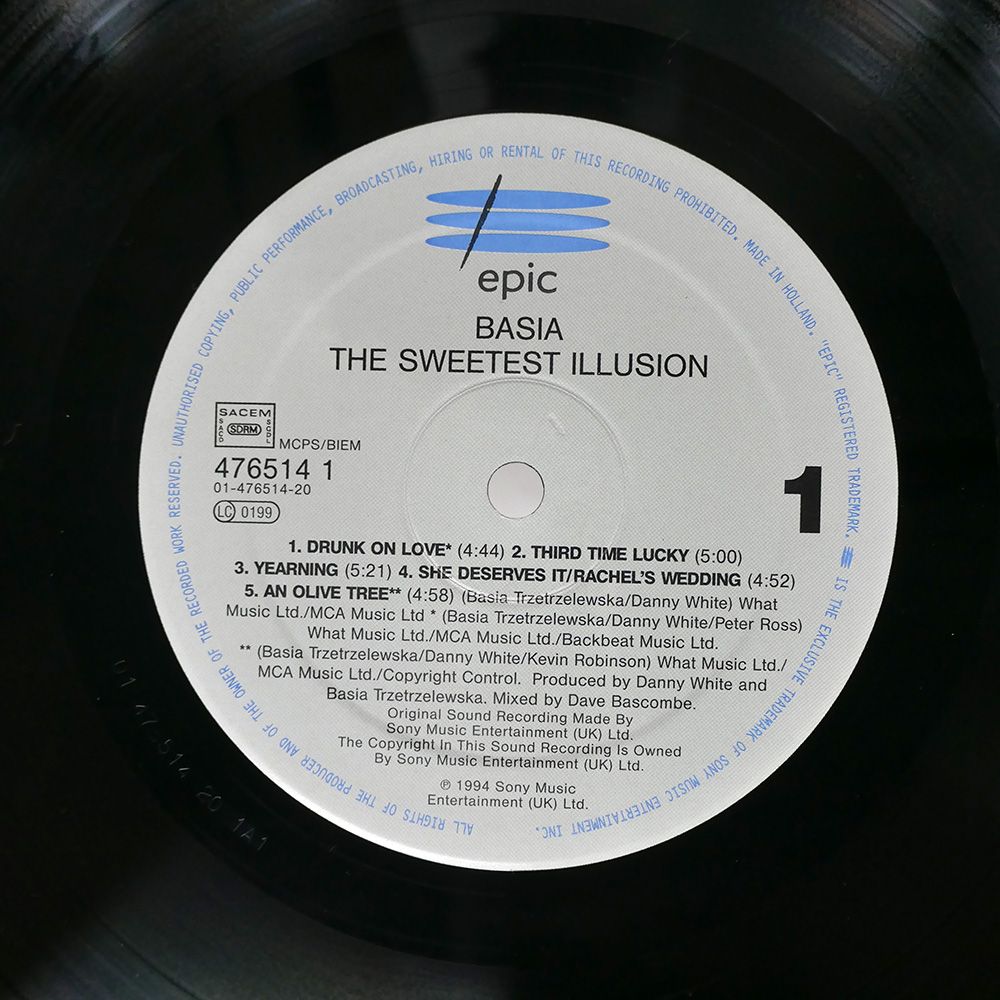 ALL RIGHTS OF THE PRODUCER AND OF THE OWNER OF THE RECORDED WORK RESERVED. UNAUTHORISED COPYING, PUBLIC PERFORMANCE, BROADCASTING, HIRING OR RENTAL OF THIS RECORDING PROHIBITED. MADE IN HOLLAND. "EPIC" REGISTERED TRADEMARK. IS THE EXCLUSIVE TRADEMARK OF SONY MUSIC ENTERTAINMENT INC.
epic
BASIA
THE SWEETEST ILLUSION
SACEM
SACD
SDRM
SGDL
MCPS/BIEM
476514 1
01-476514-20
LC 0199
1
1. DRUNK ON LOVE* (4:44) 2. THIRD TIME LUCKY (5:00)
3. YEARNING (5:21) 4. SHE DESERVES IT/RACHEL'S WEDDING (4:52)
5. AN OLIVE TREE** (4:58) (Basia Trzetrzelewska/Danny White) What
Music Ltd./MCA Music Ltd * (Basia Trzetrzelewska/Danny White/Peter Ross)
What Music Ltd./MCA Music Ltd./Backbeat Music Ltd.
** (Basia Trzetrzelewska/Danny White/Kevin Robinson) What Music Ltd./
MCA Music Ltd./Copyright Control. Produced by Danny White and
Basia Trzetrzelewska. Mixed by Dave Bascombe.
Original Sound Recording Made By
Sony Music Entertainment (UK) Ltd.
The Copyright In This Sound Recording Is Owned
By Sony Music Entertainment (UK) Ltd.
℗ 1994 Sony Music
Entertainment (UK) Ltd.
20 1A1